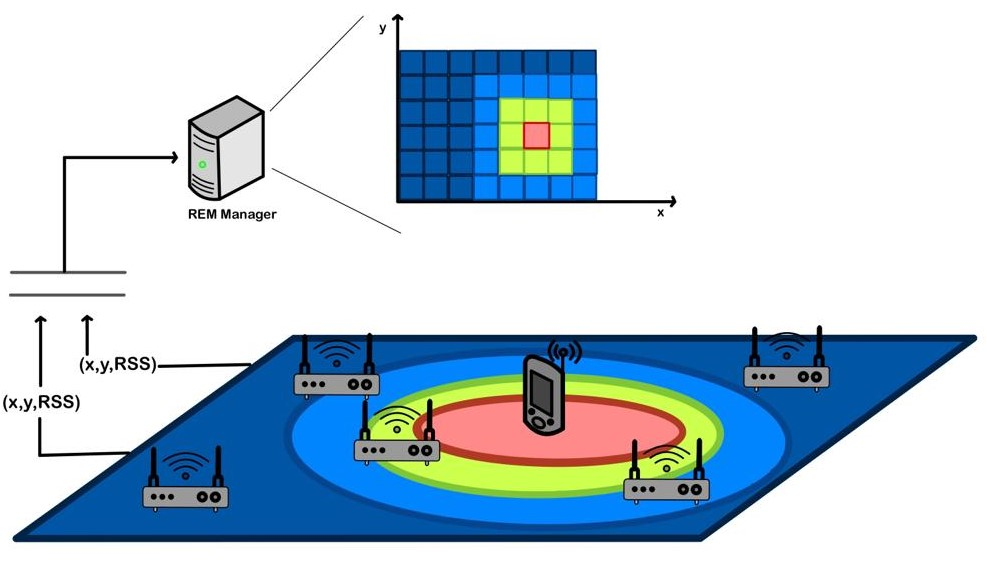 y
x
REM Manager
(x,y,RSS)
(x,y,RSS)